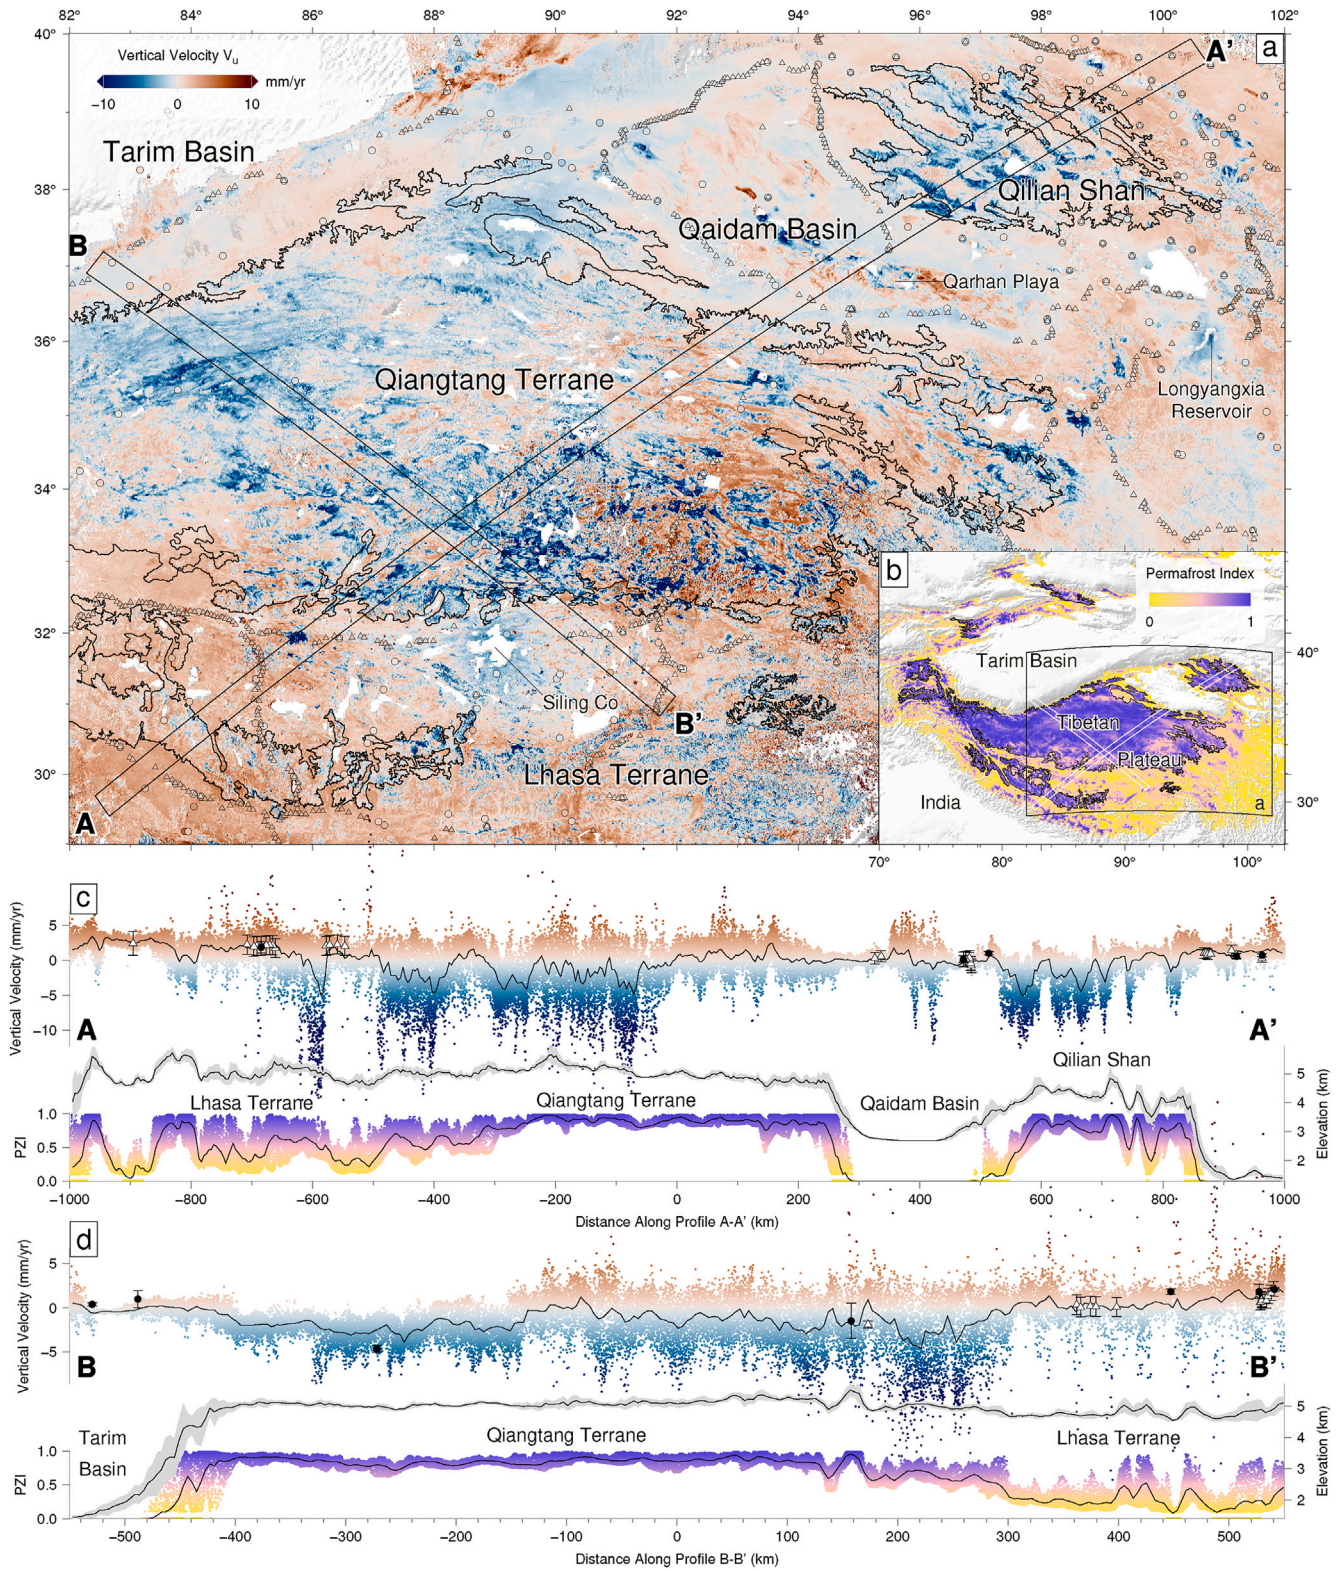 82° 84° 86° 88° 90° 92° 94° 96° 98° 100° 102°
40°
Vertical Velocity Vu
mm/yr
−10 0 10
a
A'
Tarim Basin
38°
Qilian Shan
Qaidam Basin
B
Qarhan Playa
36°
Qiangtang Terrane
Longyangxia
Reservoir
34°
32°
Siling Co
B'
30°
Lhasa Terrane
A
b
Permafrost Index
0 1
Tarim Basin
40°
Tibetan
Plateau
India
30°
a
70° 80° 90° 100°
c
Vertical Velocity (mm/yr)
5
0
−5
−10
A
A'
Qilian Shan
Lhasa Terrane
Qiangtang Terrane
Qaidam Basin
PZI
1.0
0.5
0.0
5
4
3
2
Elevation (km)
−1000 −800 −600 −400 −200 0 200 400 600 800 1000
Distance Along Profile A-A' (km)
d
Vertical Velocity (mm/yr)
5
0
−5
B
B'
Tarim
Basin
Qiangtang Terrane
Lhasa Terrane
PZI
1.0
0.5
0.0
5
4
3
2
Elevation (km)
−500 −400 −300 −200 −100 0 100 200 300 400 500
Distance Along Profile B-B' (km)